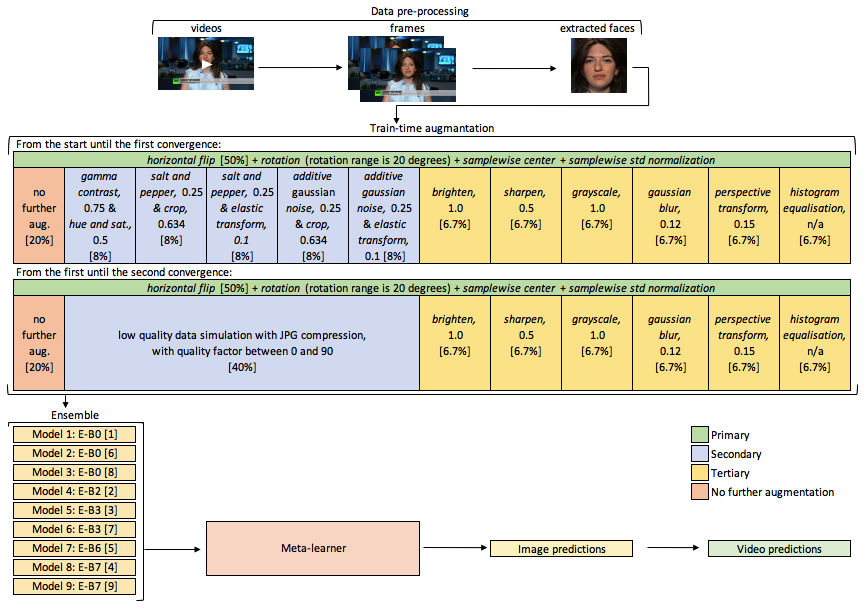 Data pre-processing
videos
frames
extracted faces
Train-time augmantation
From the start until the first convergence:
horizontal flip [50%] + rotation (rotation range is 20 degrees) + samplewise center + samplewise std normalization
no
further
aug.
[20%]
gamma
contrast,
0.75 &
hue and sat.,
0.5
[8%]
salt and
pepper, 0.25
& crop,
0.634
[8%]
salt and
pepper, 0.25
& elastic
transform,
0.1
[8%]
additive
gaussian
noise, 0.25
& crop,
0.634
[8%]
additive
gaussian
noise, 0.25
& elastic
transform,
0.1 [8%]
brighten,
1.0
[6.7%]
sharpen,
0.5
[6.7%]
grayscale,
1.0
[6.7%]
gaussian
blur,
0.12
[6.7%]
perspective
transform,
0.15
[6.7%]
histogram
equalisation,
n/a
[6.7%]
From the first until the second convergence:
horizontal flip [50%] + rotation (rotation range is 20 degrees) + samplewise center + samplewise std normalization
no
further
aug.
[20%]
low quality data simulation with JPG compression,
with quality factor between 0 and 90
[40%]
brighten,
1.0
[6.7%]
sharpen,
0.5
[6.7%]
grayscale,
1.0
[6.7%]
gaussian
blur,
0.12
[6.7%]
perspective
transform,
0.15
[6.7%]
histogram
equalisation,
n/a
[6.7%]
Ensemble
Model 1: E-B0 [1]
Model 2: E-B0 [6]
Model 3: E-B0 [8]
Model 4: E-B2 [2]
Model 5: E-B3 [3]
Model 6: E-B3 [7]
Model 7: E-B6 [5]
Model 8: E-B7 [4]
Model 9: E-B7 [9]
Meta-learner
Image predictions
Video predictions
Primary
Secondary
Tertiary
No further augmentation